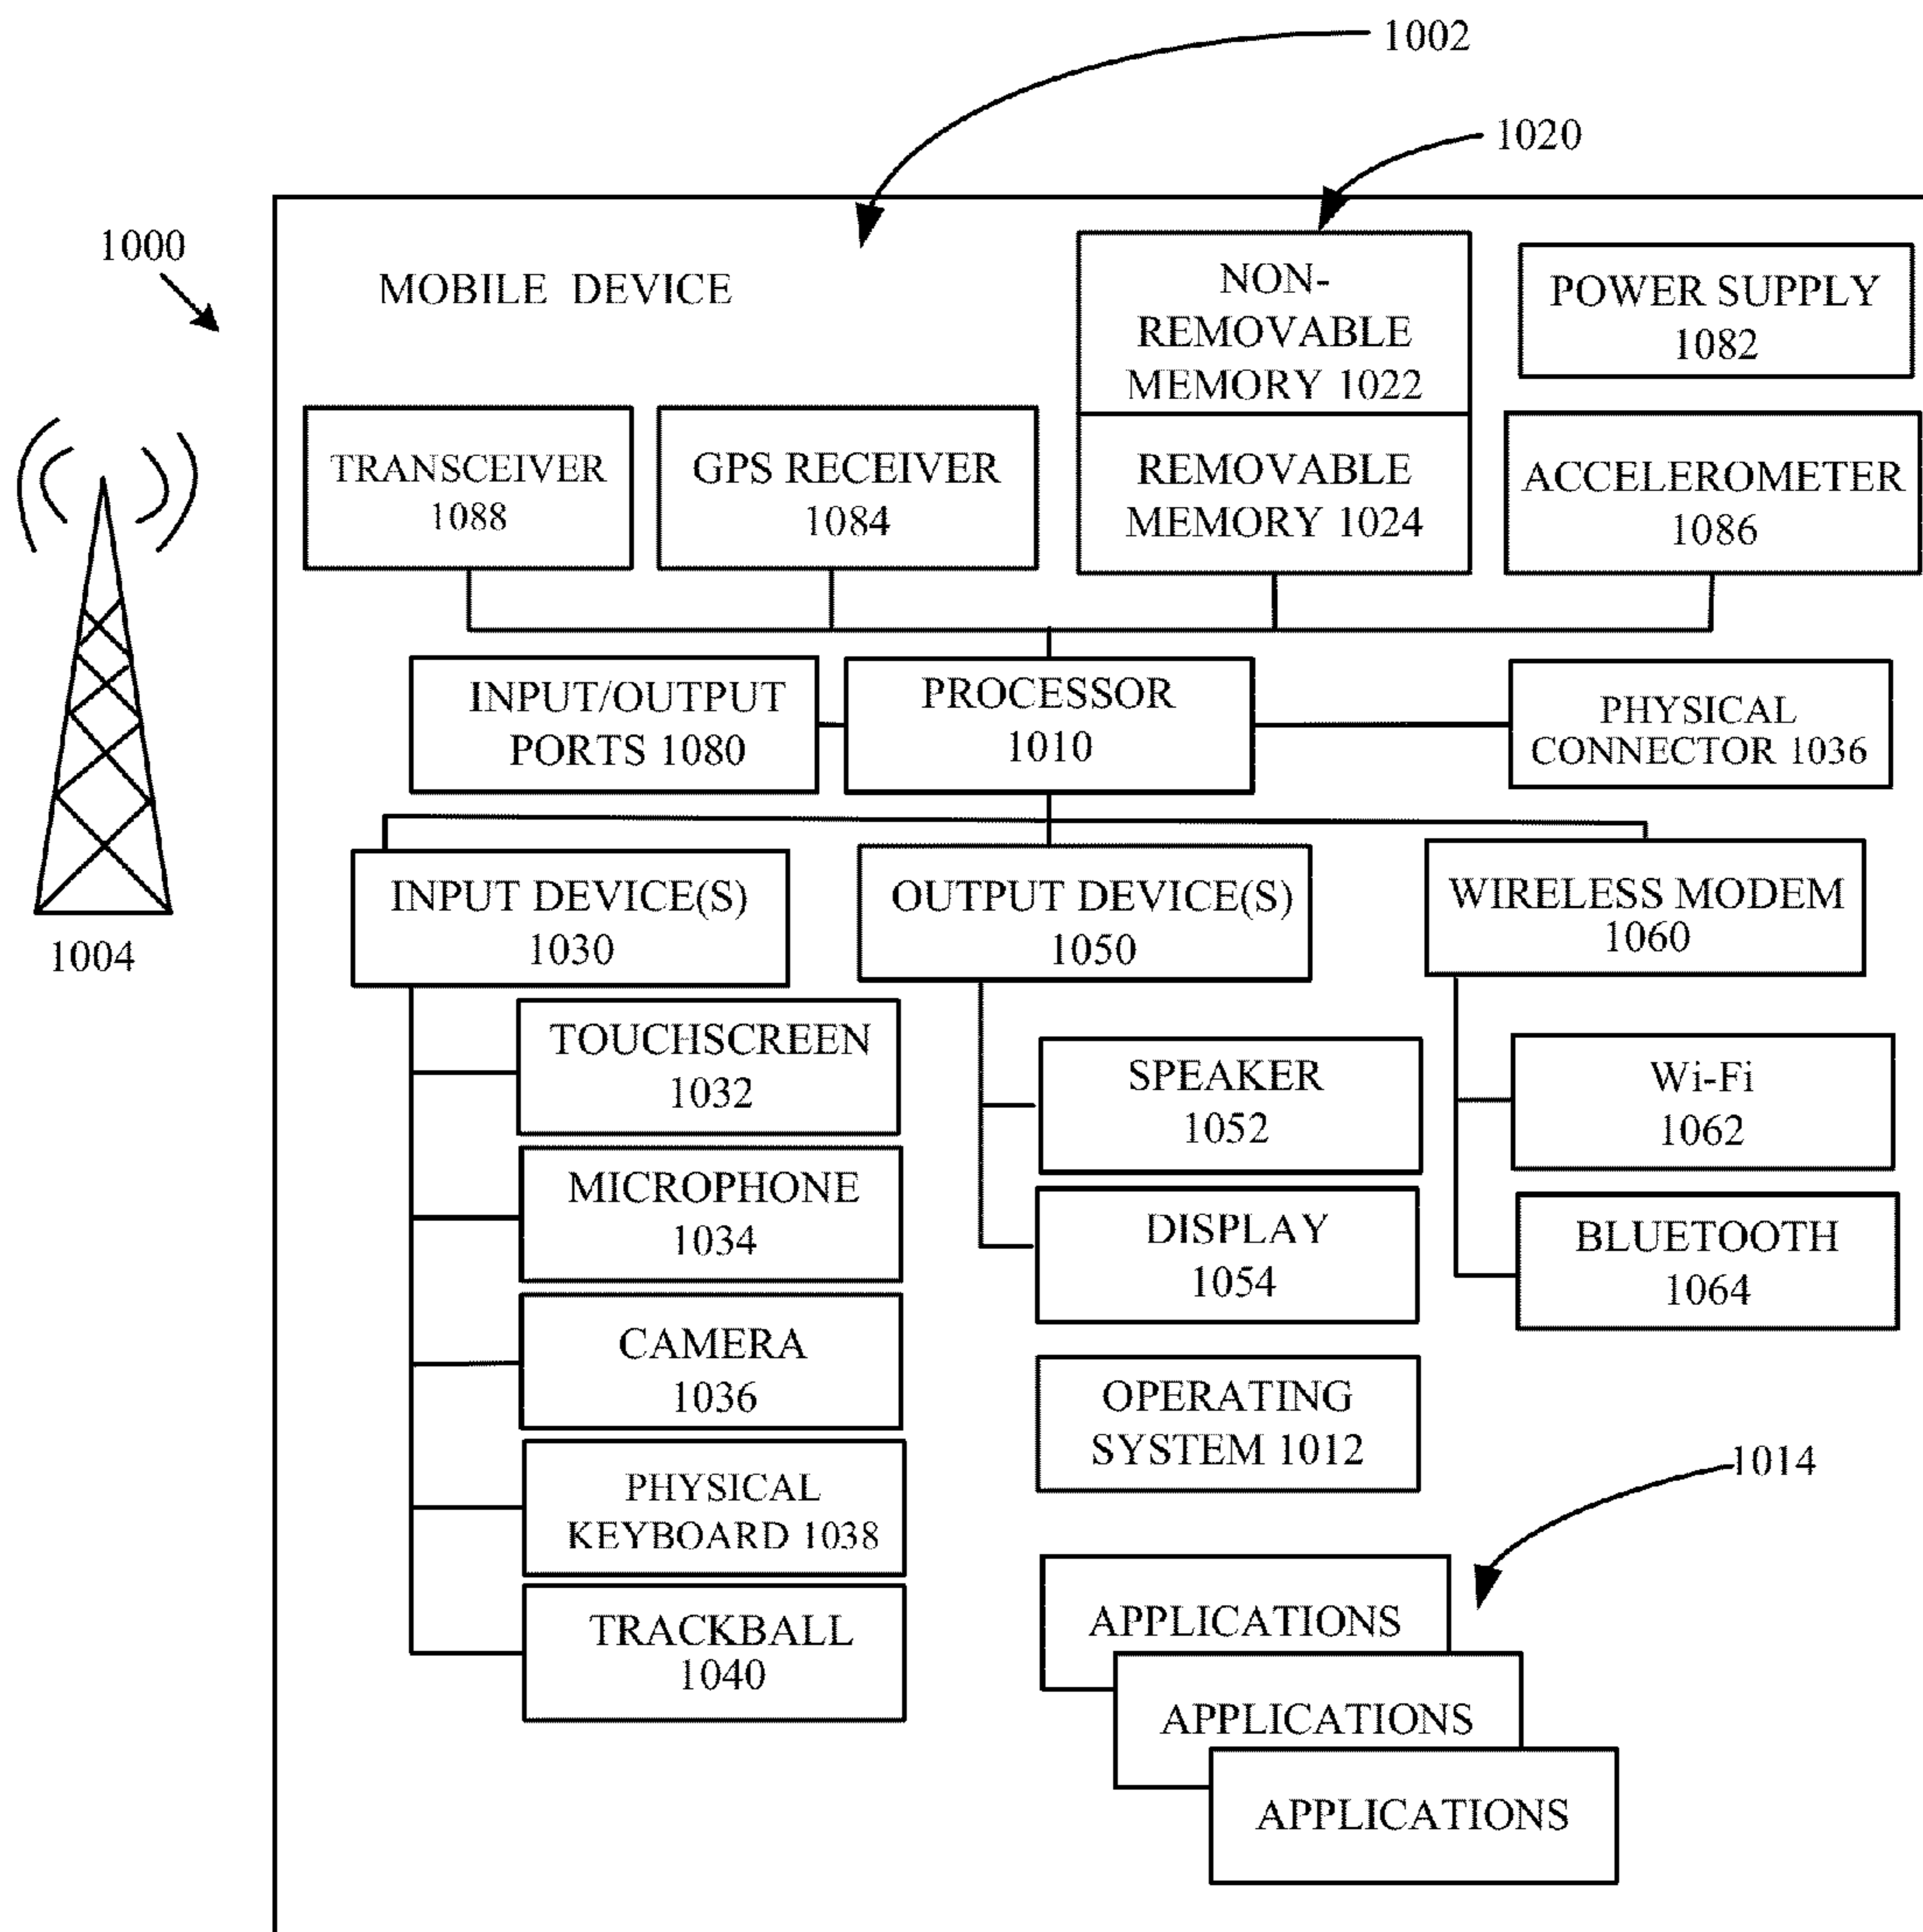 1002
1020
1000
MOBILE DEVICE
NON-
REMOVABLE
MEMORY 1022
POWER SUPPLY
1082
TRANSCEIVER
1088
GPS RECEIVER
1084
REMOVABLE
MEMORY 1024
ACCELEROMETER
1086
INPUT/OUTPUT
PORTS 1080
PROCESSOR
1010
PHYSICAL
CONNECTOR 1036
INPUT DEVICE(S)
1030
OUTPUT DEVICE(S)
1050
WIRELESS MODEM
1060
1004
TOUCHSCREEN
1032
SPEAKER
1052
Wi-Fi
1062
MICROPHONE
1034
DISPLAY
1054
BLUETOOTH
1064
CAMERA
1036
OPERATING
SYSTEM 1012
1014
PHYSICAL
KEYBOARD 1038
TRACKBALL
1040
APPLICATIONS
APPLICATIONS
APPLICATIONS